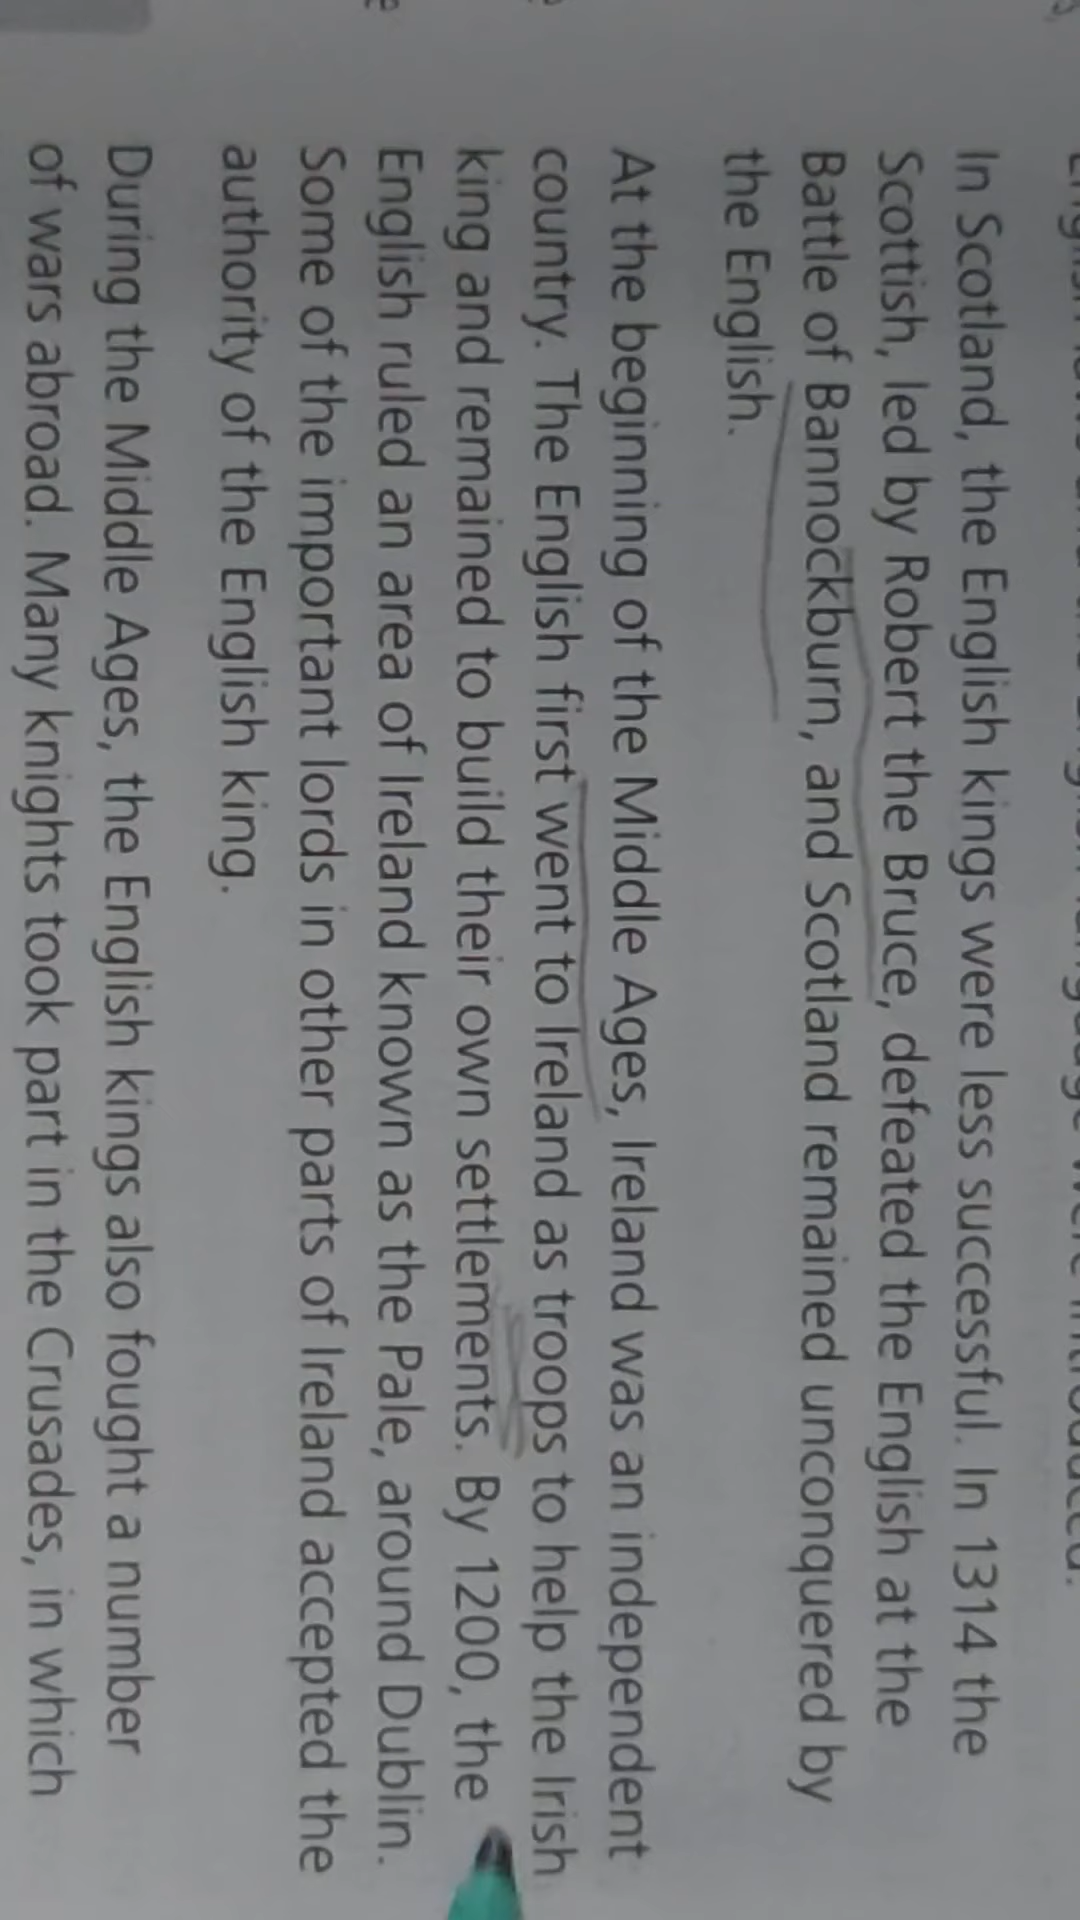 In Scotland, the English kings were less successful. In 1314 the
Scottish, led by Robert the Bruce, defeated the English at the
Battle of Bannockburn, and Scotland remained unconquered by
the English.
At the beginning of the Middle Ages, Ireland was an independent
country. The English first went to Ireland as troops to help the Irish
king and remained to build their own settlements. By 1200, the
English ruled an area of Ireland known as the Pale, around Dublin.
Some of the important lords in other parts of Ireland accepted the
authority of the English king.
During the Middle Ages, the English kings also fought a number
of wars abroad. Many knights took part in the Crusades, in which